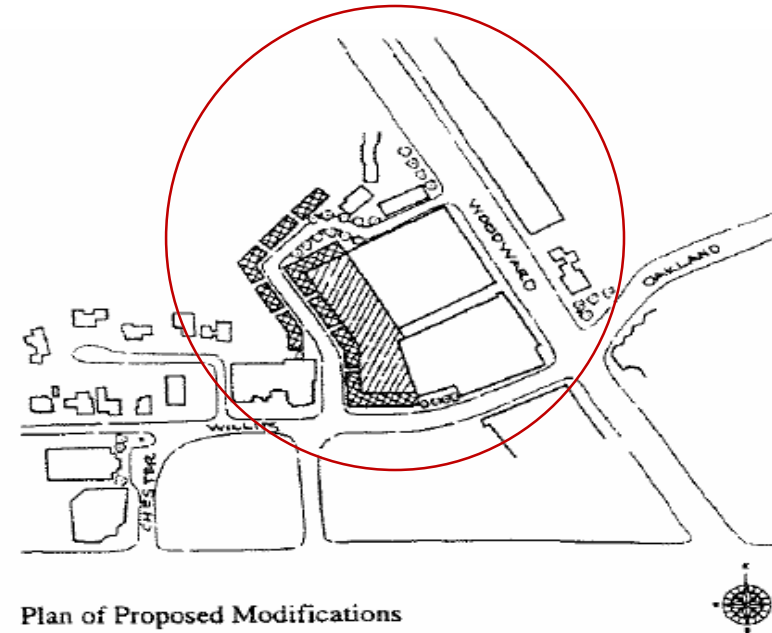 WOODWARD
OAKLAND
WILLITS
CHESTER
Plan of Proposed Modifications